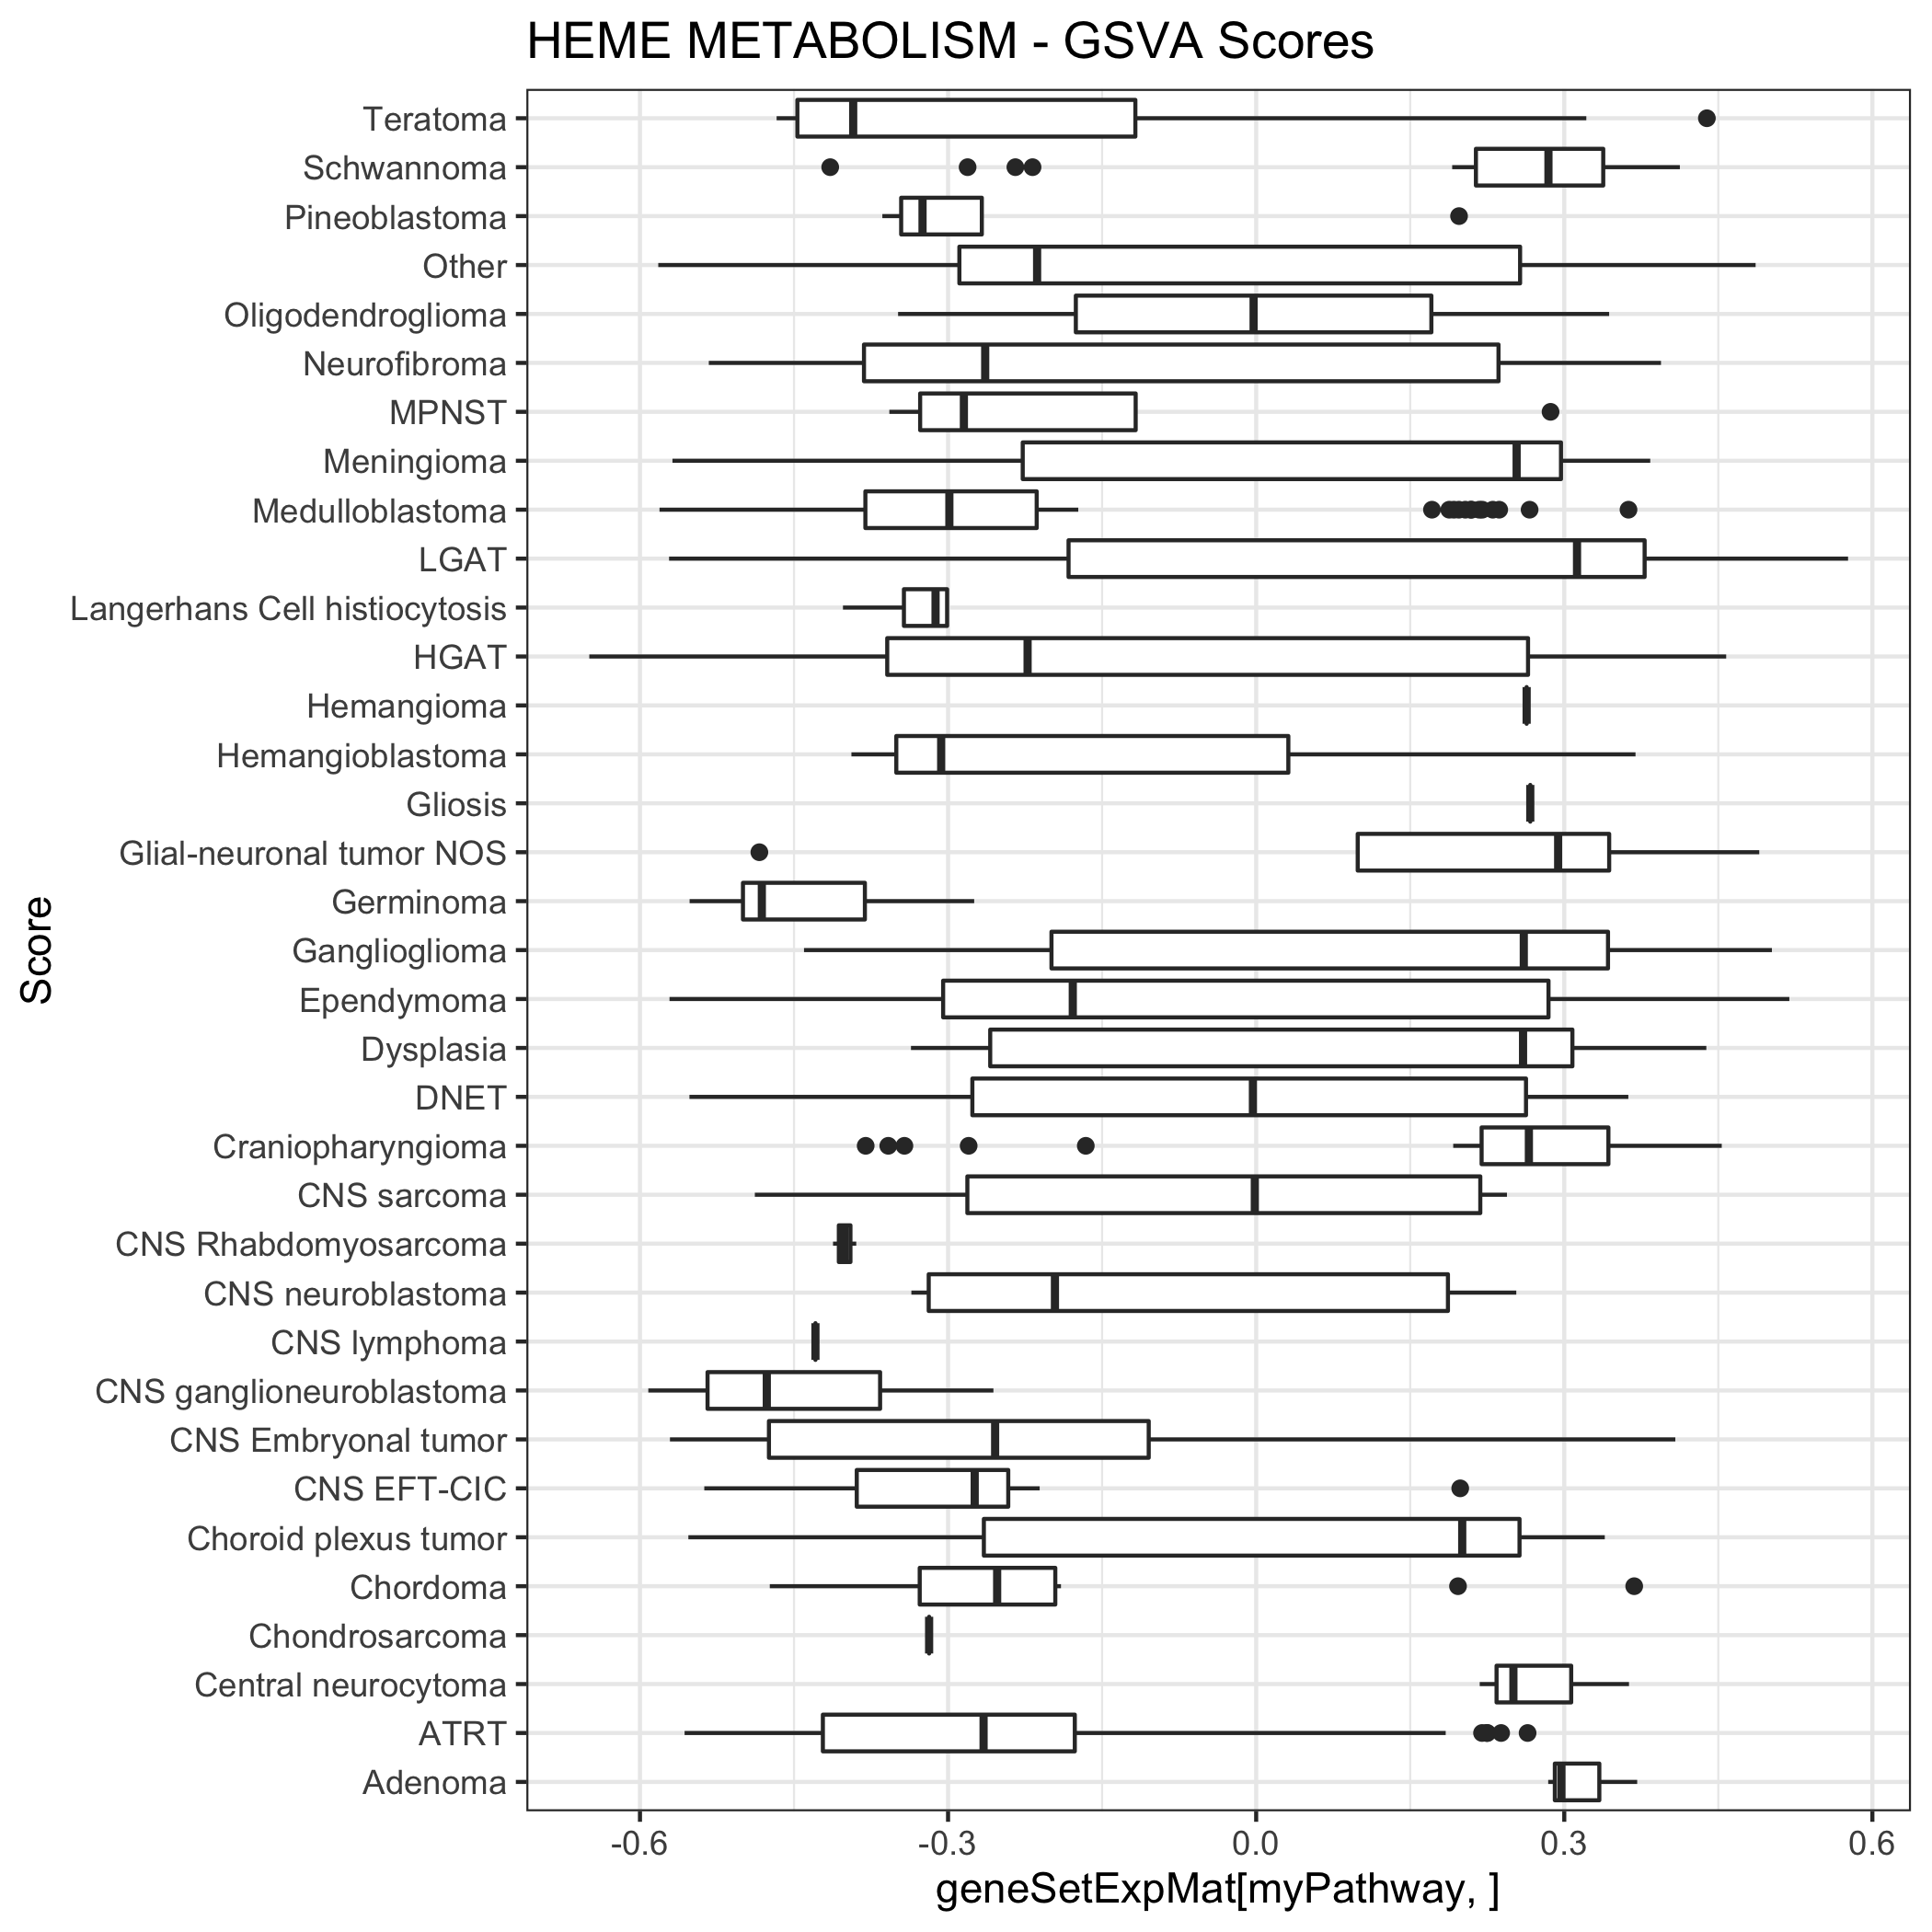 HEME METABOLISM - GSVA Scores
Teratoma
Schwannoma
Pineoblastoma
Other
Oligodendroglioma
Neurofibroma
MPNST
Meningioma
Medulloblastoma
LGAT
Langerhans Cell histiocytosis
HGAT
Hemangioma
Hemangioblastoma
Gliosis
Glial-neuronal tumor NOS
Germinoma
Ganglioglioma
Ependymoma
Dysplasia
DNET
Craniopharyngioma
CNS sarcoma
CNS Rhabdomyosarcoma
CNS neuroblastoma
CNS lymphoma
CNS ganglioneuroblastoma
CNS Embryonal tumor
CNS EFT-CIC
Choroid plexus tumor
Chordoma
Chondrosarcoma
Central neurocytoma
ATRT
Adenoma
Score
-0.6 -0.3 0.0 0.3 0.6
geneSetExpMat[myPathway, ]